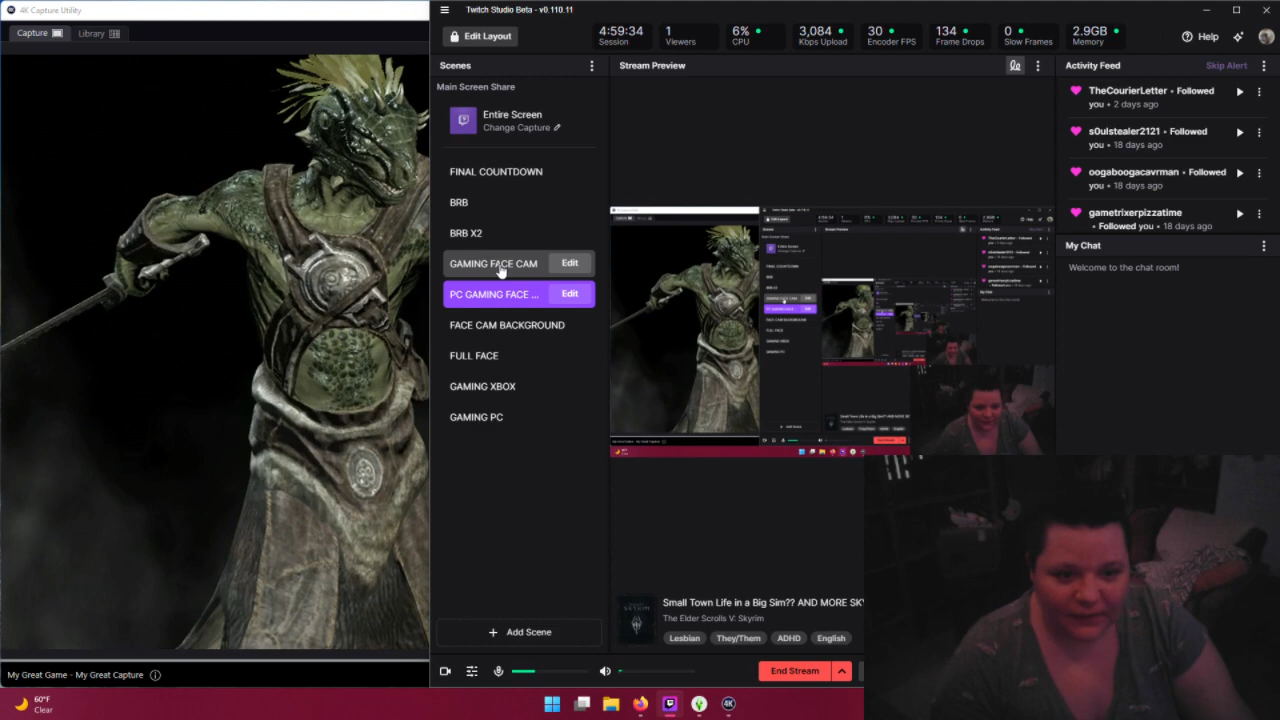 4K Capture Utility
Capture
Library
Twitch Studio Beta - v0.110.11
Edit Layout
4:59:34
Session
1
Viewers
6%
CPU
3,084
Kbps Upload
30
Encoder FPS
134
Frame Drops
0
Slow Frames
2.9GB
Memory
Help
Scenes
Main Screen Share
Entire Screen
Change Capture
FINAL COUNTDOWN
BRB
BRB X2
GAMING FACE CAM
Edit
PC GAMING FACE ...
Edit
FACE CAM BACKGROUND
FULL FACE
GAMING XBOX
GAMING PC
Add Scene
Stream Preview
Small Town Life in a Big Sim?? AND MORE SK
The Elder Scrolls V: Skyrim
Lesbian
They/Them
ADHD
English
End Stream
Activity Feed
Skip Alert
TheCourierLetter • Followed
you • 2 days ago
s0ulstealer2121 • Followed
you • 18 days ago
oogaboogacavrman • Followed
you • 18 days ago
gametrixerpizzatime
• Followed you • 18 days ago
My Chat
Welcome to the chat room!
My Great Game - My Great Capture
60°F
Clear
4K